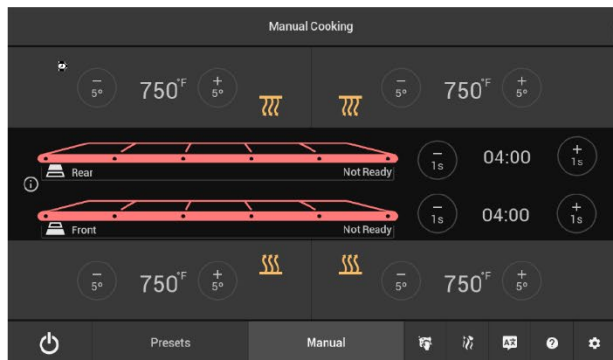 Manual Cooking
− 5° 750°F + 5° − 5° 750°F + 5°
Rear Not Ready − 1s 04:00 + 1s
Front Not Ready − 1s 04:00 + 1s
− 5° 750°F + 5° − 5° 750°F + 5°
Presets Manual